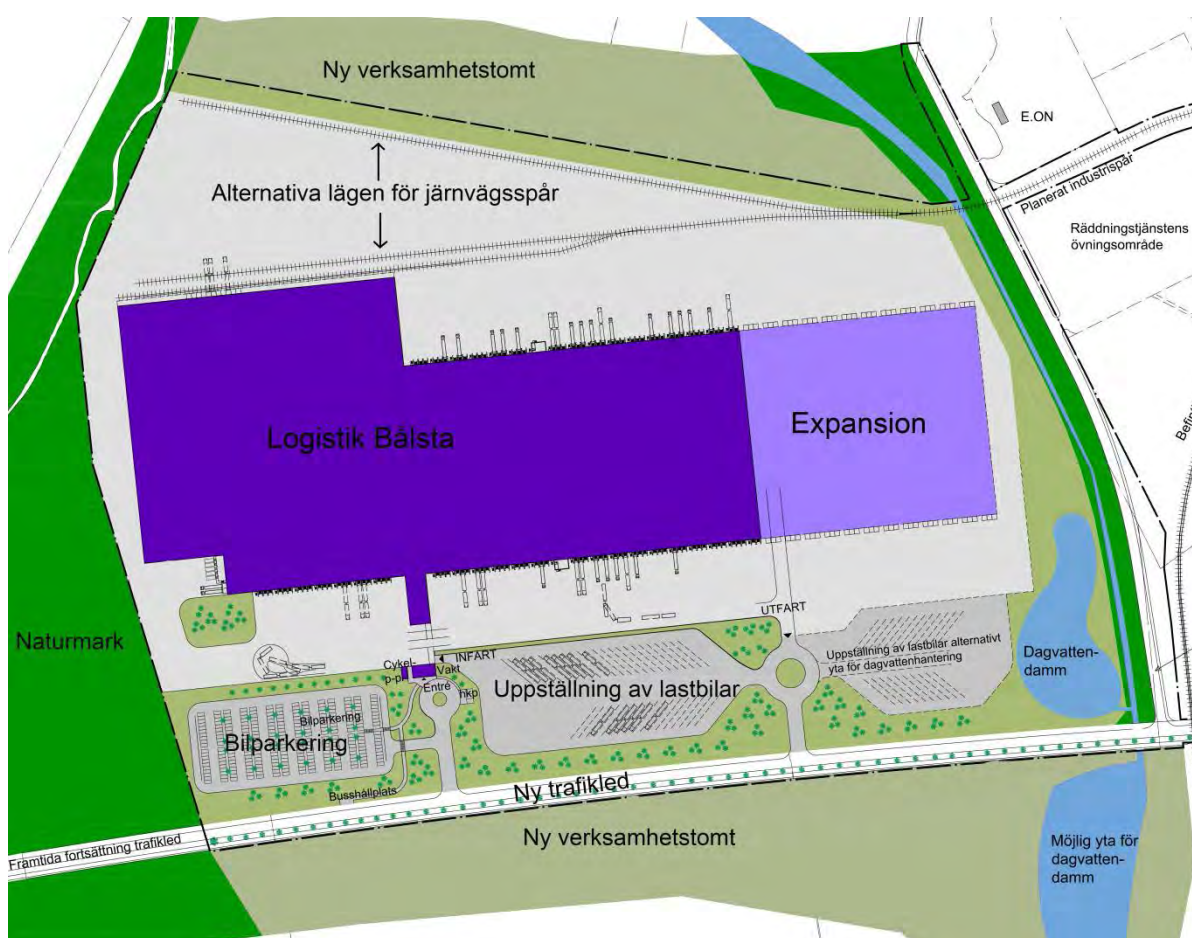 Ny verksamhetstomt
E.ON
Alternativa lägen för järnvägsspår
Planerat industrispår
Räddningstjänstens
övningsområde
Logistik Bålsta
Expansion
Naturmark
UTFART
Cykel-
p-pl
INFART
Vakt
Entré
hkp
Uppställning av lastbilar
Uppställning av lastbilar alternativt
yta för dagvattenhantering
Dagvatten-
damm
Bilparkering
Bilparkering
Busshållplats
Ny trafikled
Ny verksamhetstomt
Framtida fortsättning trafikled
Möjlig yta för
dagvatten-
damm